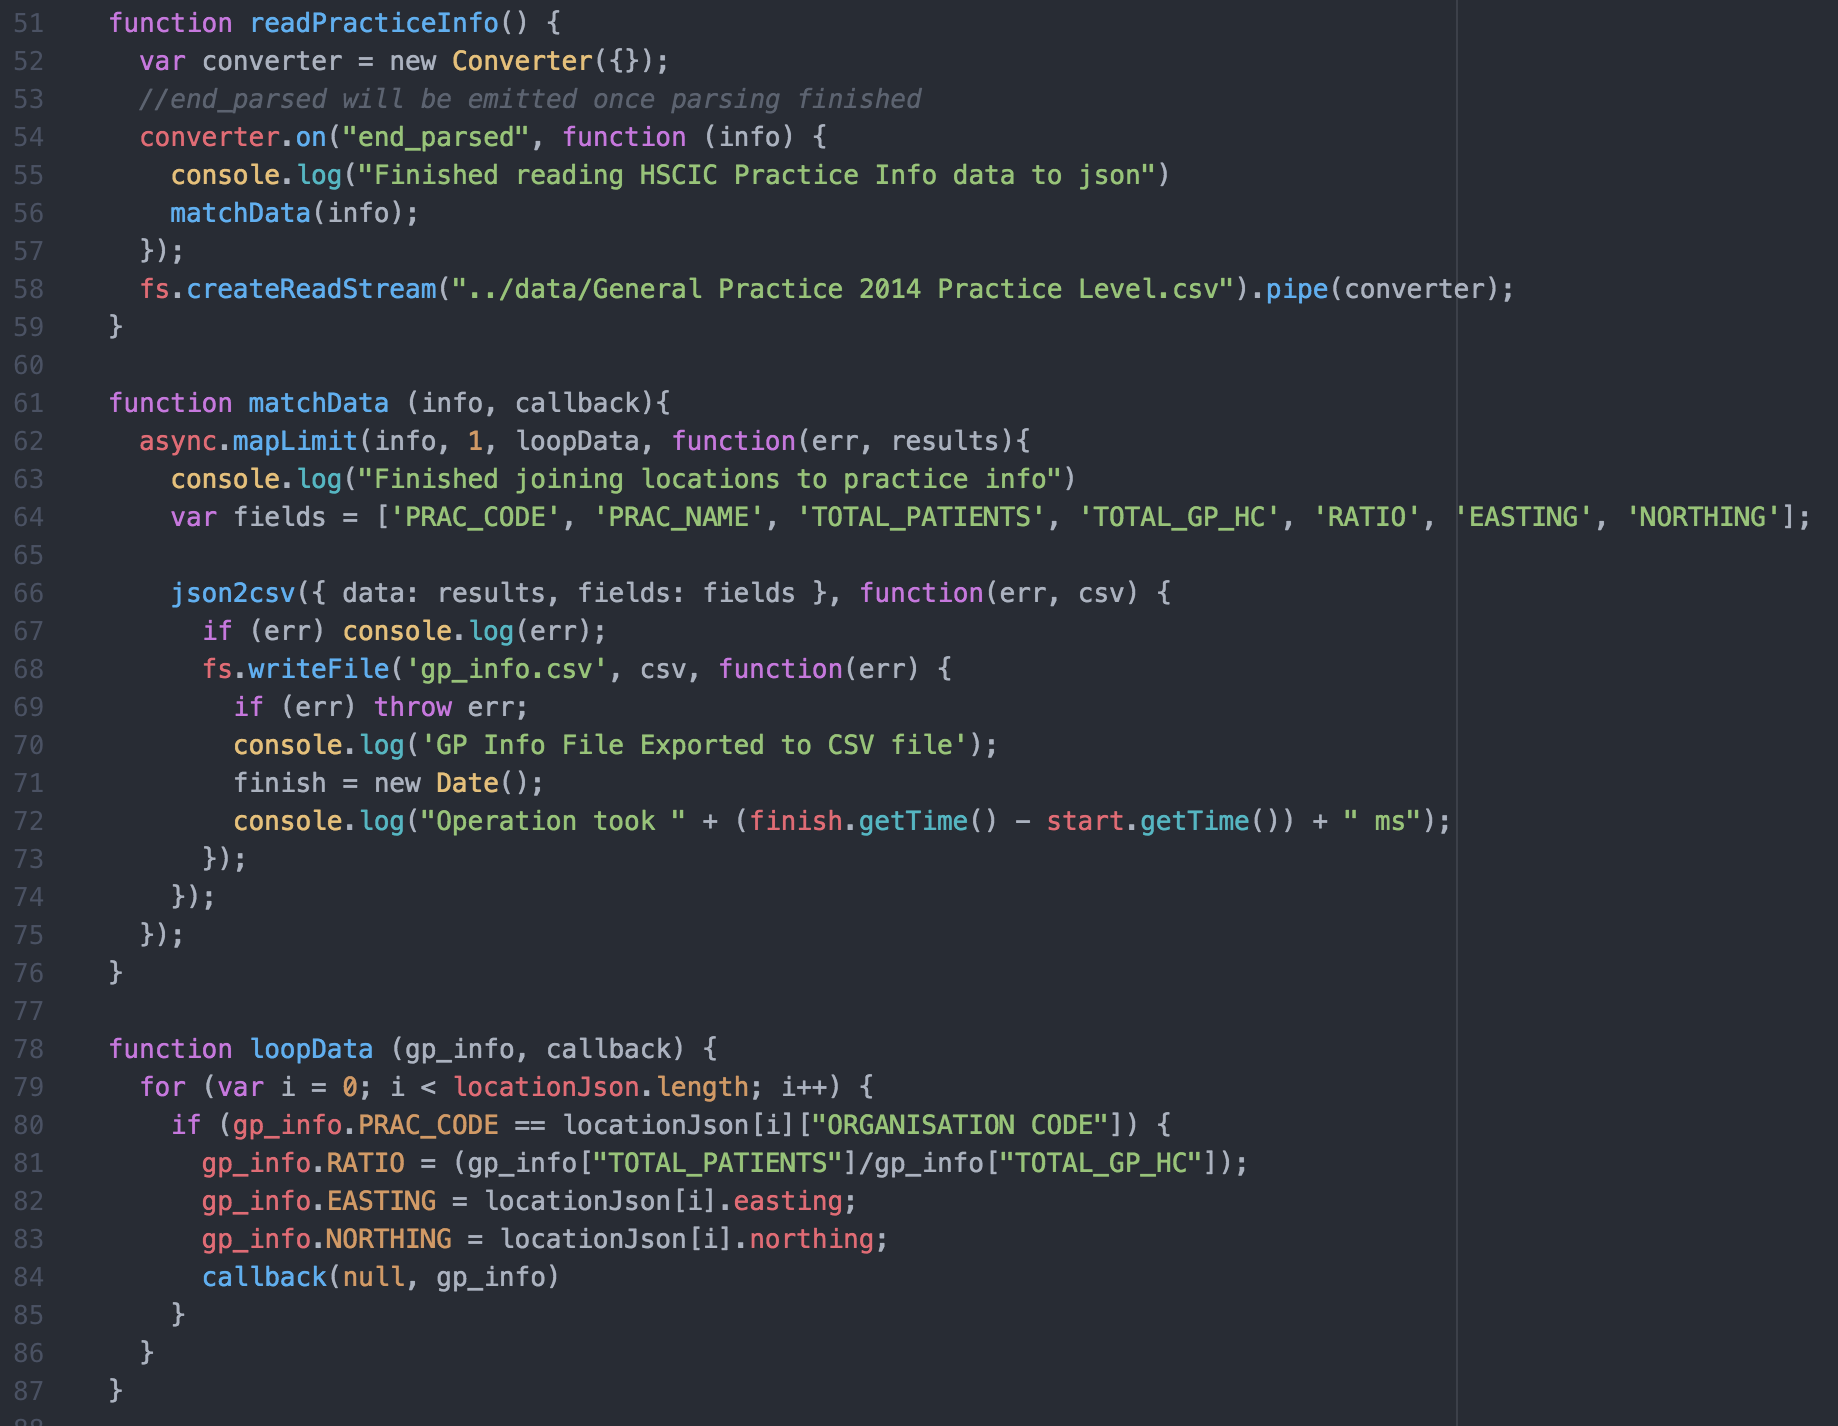 51 function readPracticeInfo() {
52 var converter = new Converter({});
53 //end_parsed will be emitted once parsing finished
54 converter.on("end_parsed", function (info) {
55 console.log("Finished reading HSCIC Practice Info data to json")
56 matchData(info);
57 });
58 fs.createReadStream("../data/General Practice 2014 Practice Level.csv").pipe(converter);
59 }
60
61 function matchData (info, callback){
62 async.mapLimit(info, 1, loopData, function(err, results){
63 console.log("Finished joining locations to practice info")
64 var fields = ['PRAC_CODE', 'PRAC_NAME', 'TOTAL_PATIENTS', 'TOTAL_GP_HC', 'RATIO', 'EASTING', 'NORTHING'];
65
66 json2csv({ data: results, fields: fields }, function(err, csv) {
67 if (err) console.log(err);
68 fs.writeFile('gp_info.csv', csv, function(err) {
69 if (err) throw err;
70 console.log('GP Info File Exported to CSV file');
71 finish = new Date();
72 console.log("Operation took " + (finish.getTime() - start.getTime()) + " ms");
73 });
74 });
75 });
76 }
77
78 function loopData (gp_info, callback) {
79 for (var i = 0; i < locationJson.length; i++) {
80 if (gp_info.PRAC_CODE == locationJson[i]["ORGANISATION CODE"]) {
81 gp_info.RATIO = (gp_info["TOTAL_PATIENTS"]/gp_info["TOTAL_GP_HC"]);
82 gp_info.EASTING = locationJson[i].easting;
83 gp_info.NORTHING = locationJson[i].northing;
84 callback(null, gp_info)
85 }
86 }
87 }